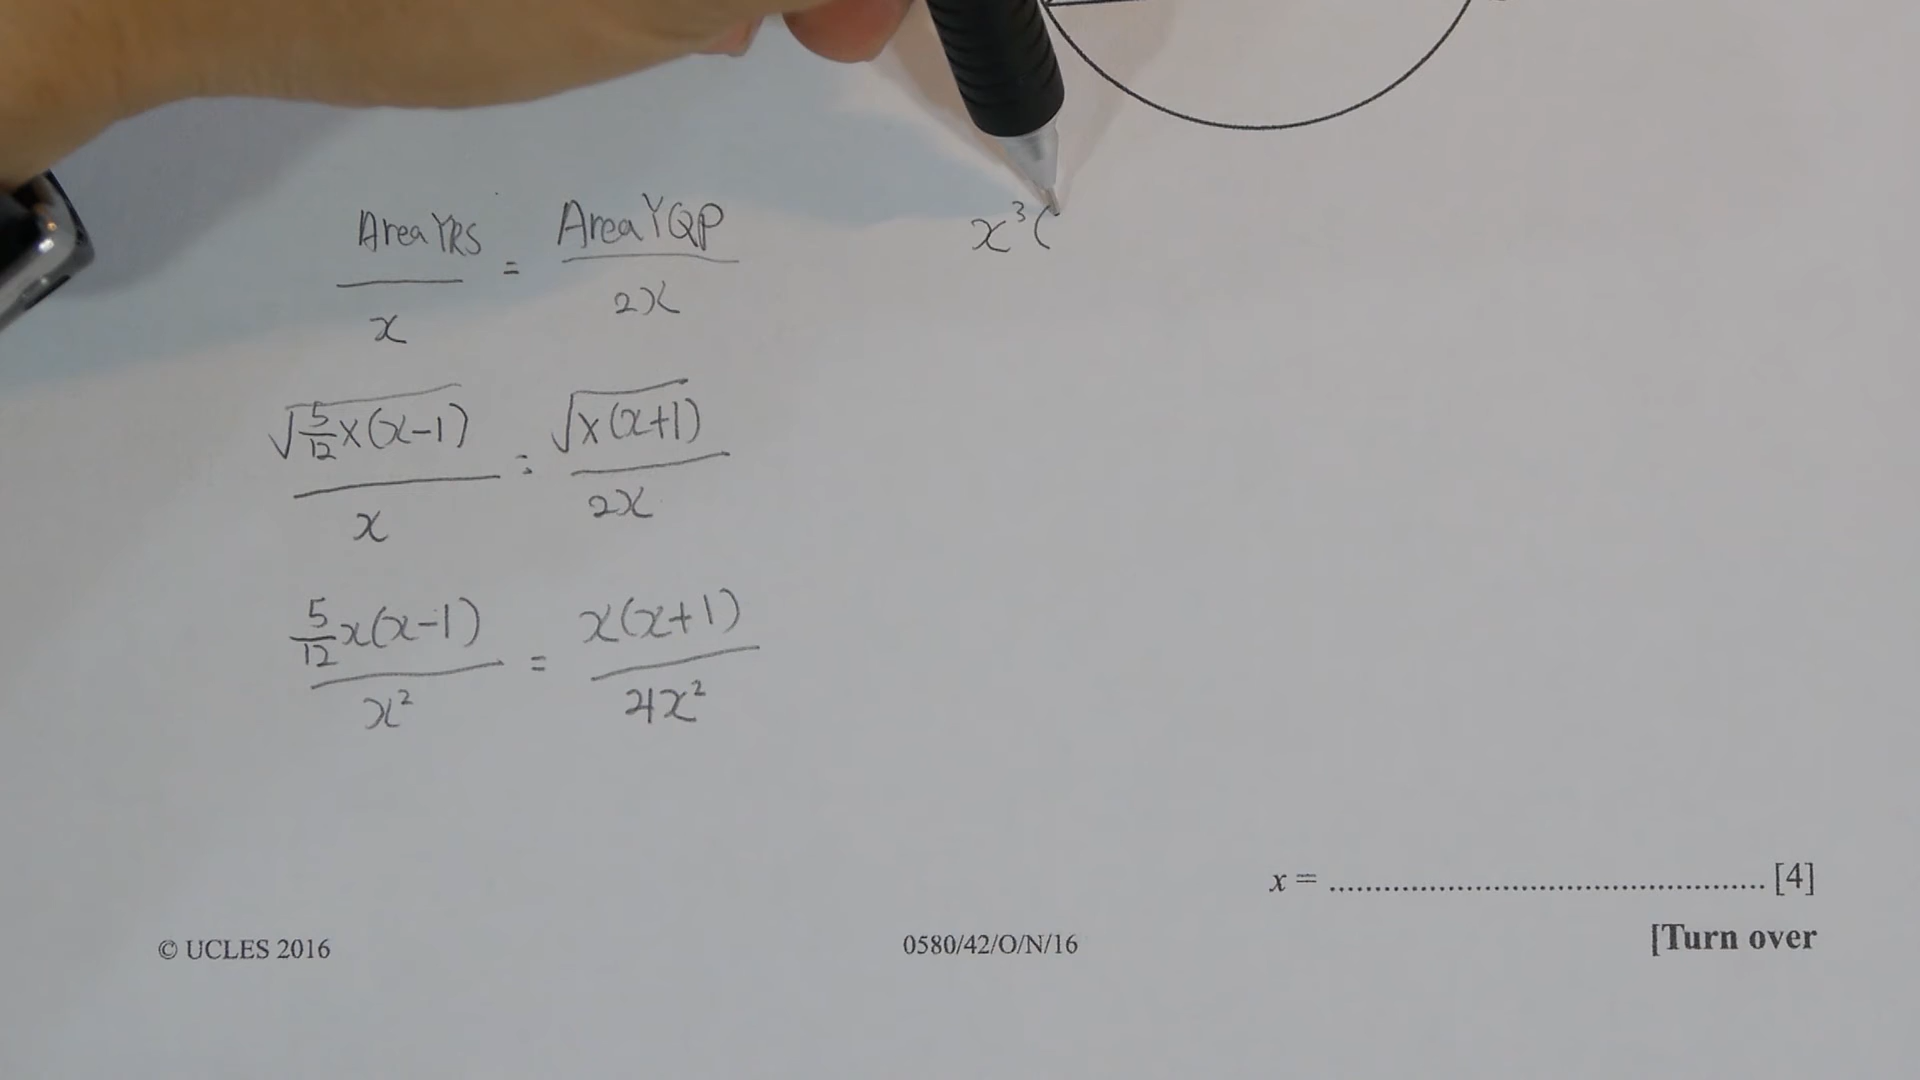 Area YRS / x = Area YQP / 2x
√(5/12 x(x-1)) / x = √(x(x+1)) / 2x
5/12 x(x-1) / x² = x(x+1) / 4x²
x³(
x = ............................................ [4]
© UCLES 2016
0580/42/O/N/16
[Turn over